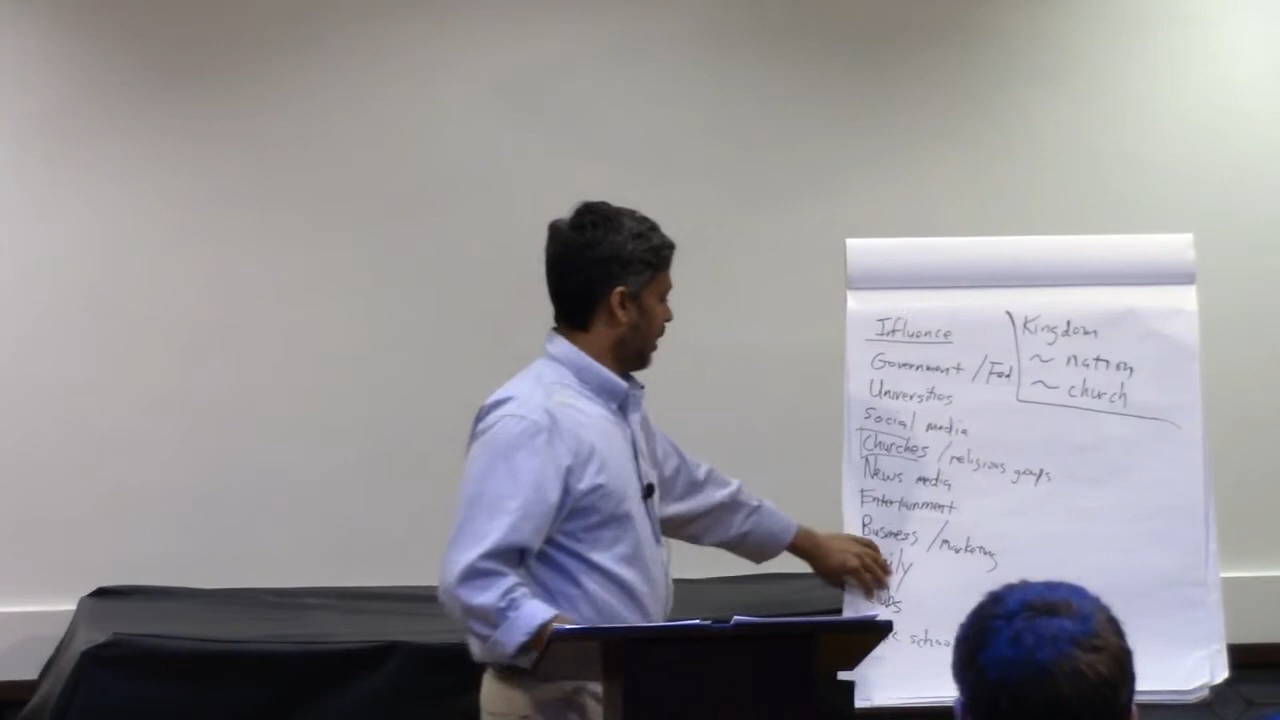 Influence
Government / Fed
Universities
Social media
Churches / religious groups
News media
Entertainment
Business / marketing
Kingdom
~ nation
~ church